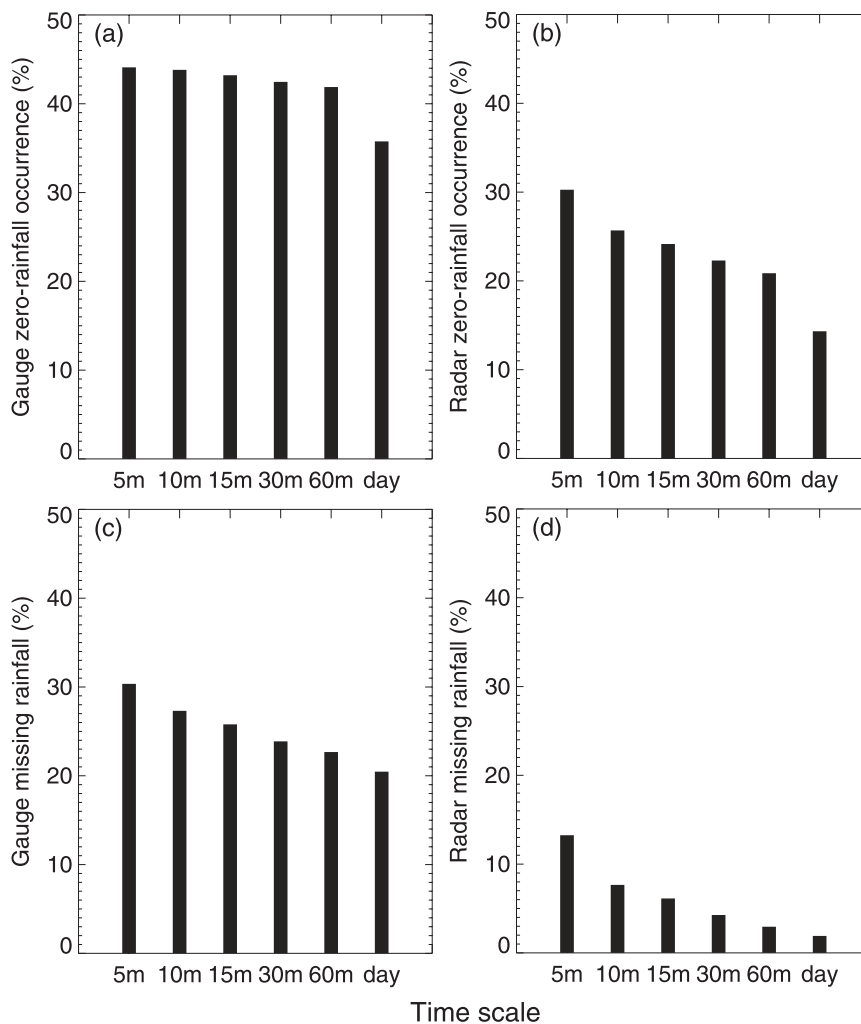 (a)
Gauge zero-rainfall occurrence (%)
50
40
30
20
10
0
5m 10m 15m 30m 60m day
(b)
Radar zero-rainfall occurrence (%)
50
40
30
20
10
0
5m 10m 15m 30m 60m day
(c)
Gauge missing rainfall (%)
50
40
30
20
10
0
5m 10m 15m 30m 60m day
(d)
Radar missing rainfall (%)
50
40
30
20
10
0
5m 10m 15m 30m 60m day
Time scale